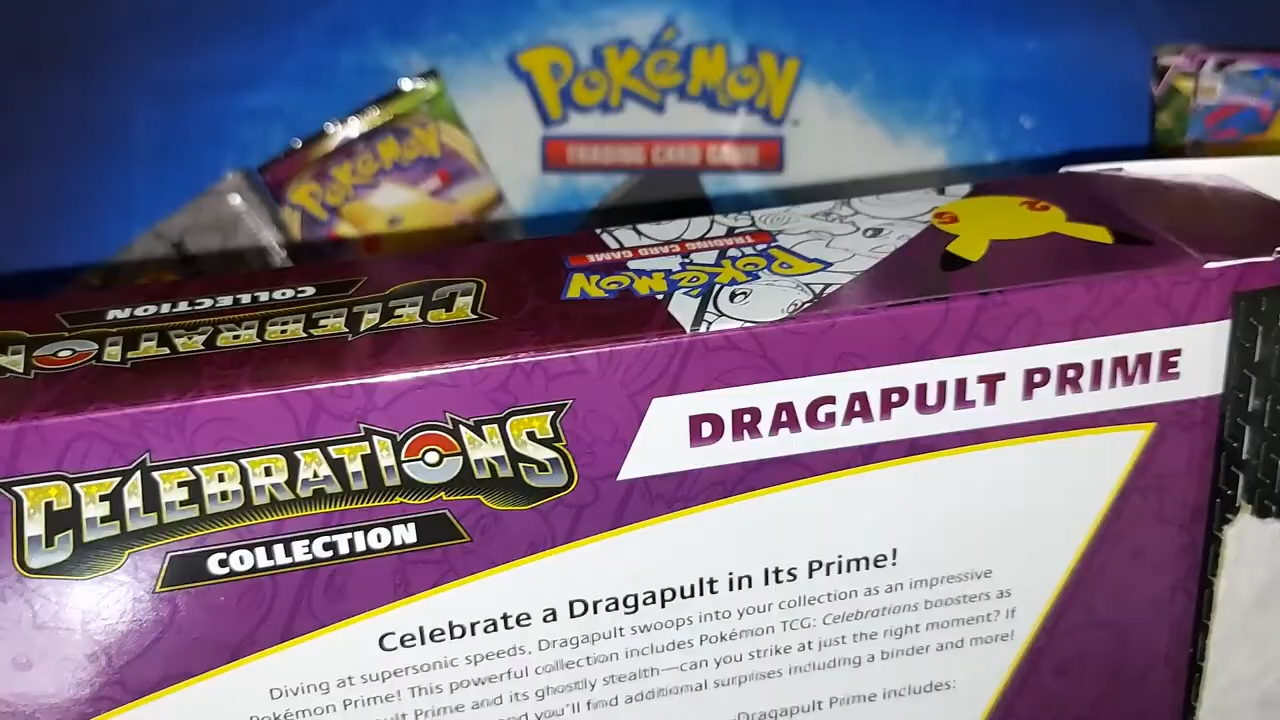 POKÉMON
TRADING CARD GAME
POKÉMON
TRADING CARD GAME
POKÉMON
CELEBRATIONS
COLLECTION
DRAGAPULT PRIME
CELEBRATIONS
COLLECTION
Celebrate a Dragapult in Its Prime!
Diving at supersonic speeds, Dragapult swoops into your collection as an impressive
Pokémon Prime! This powerful collection includes Pokémon TCG: Celebrations boosters as
Prime and its ghostly stealth—can you strike at just the right moment? If
you'll find additional surprises including a binder and more!
Dragapult Prime includes: